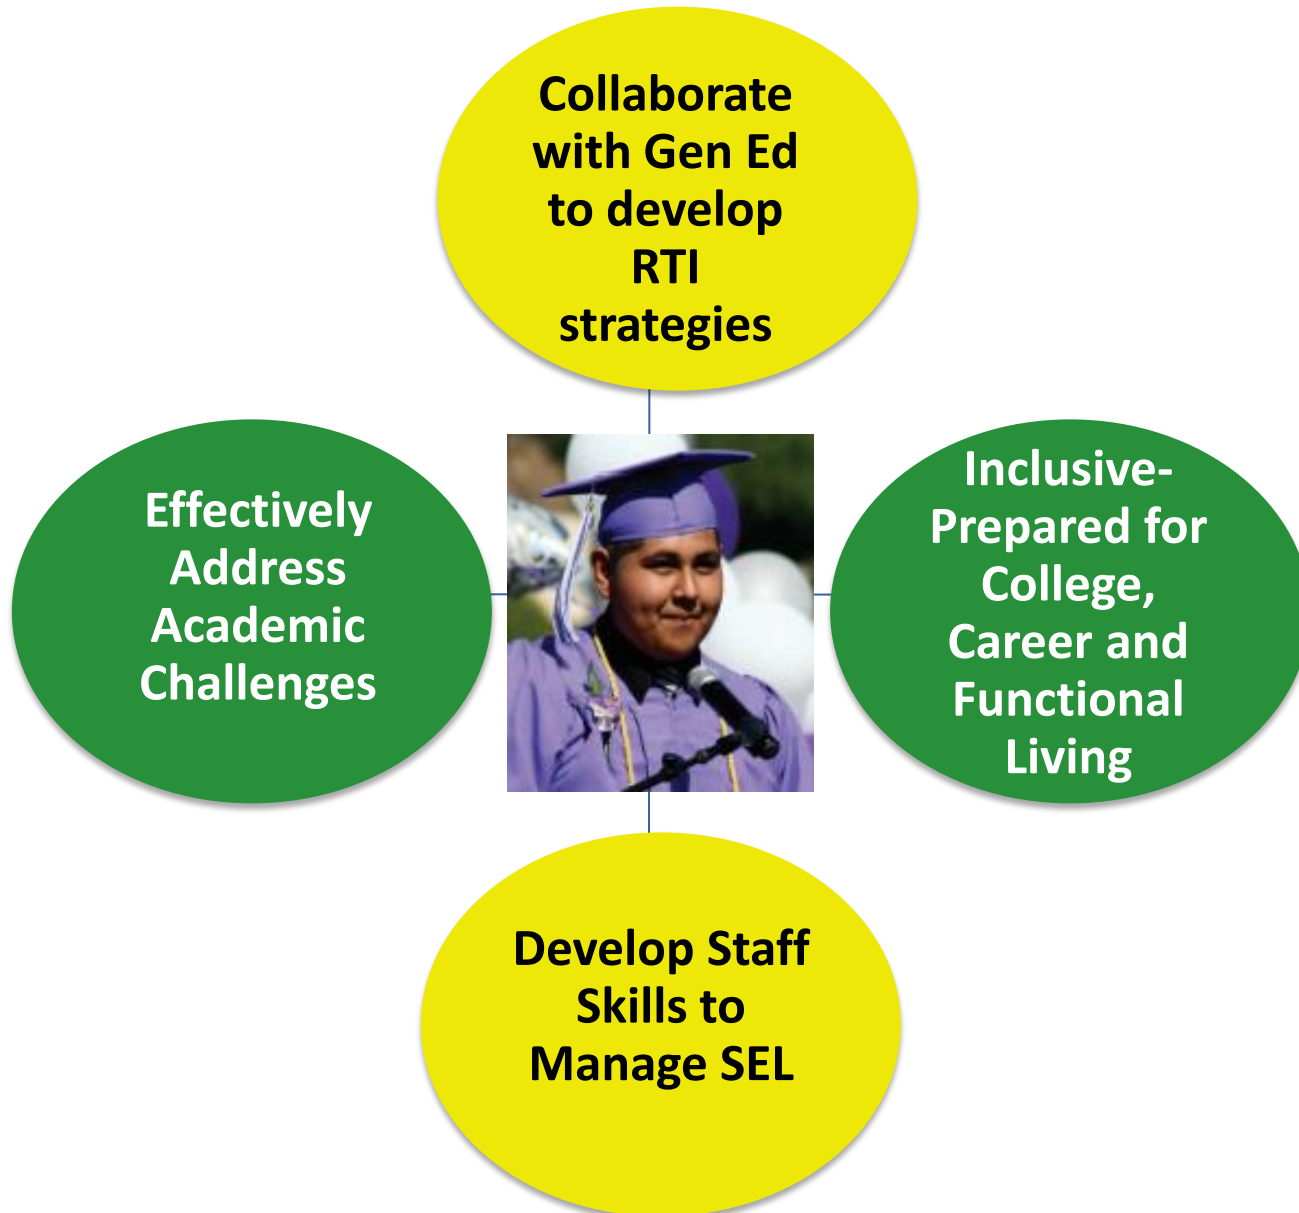 Collaborate
with Gen Ed
to develop
RTI
strategies
Effectively
Address
Academic
Challenges
Inclusive-
Prepared for
College,
Career and
Functional
Living
Develop Staff
Skills to
Manage SEL